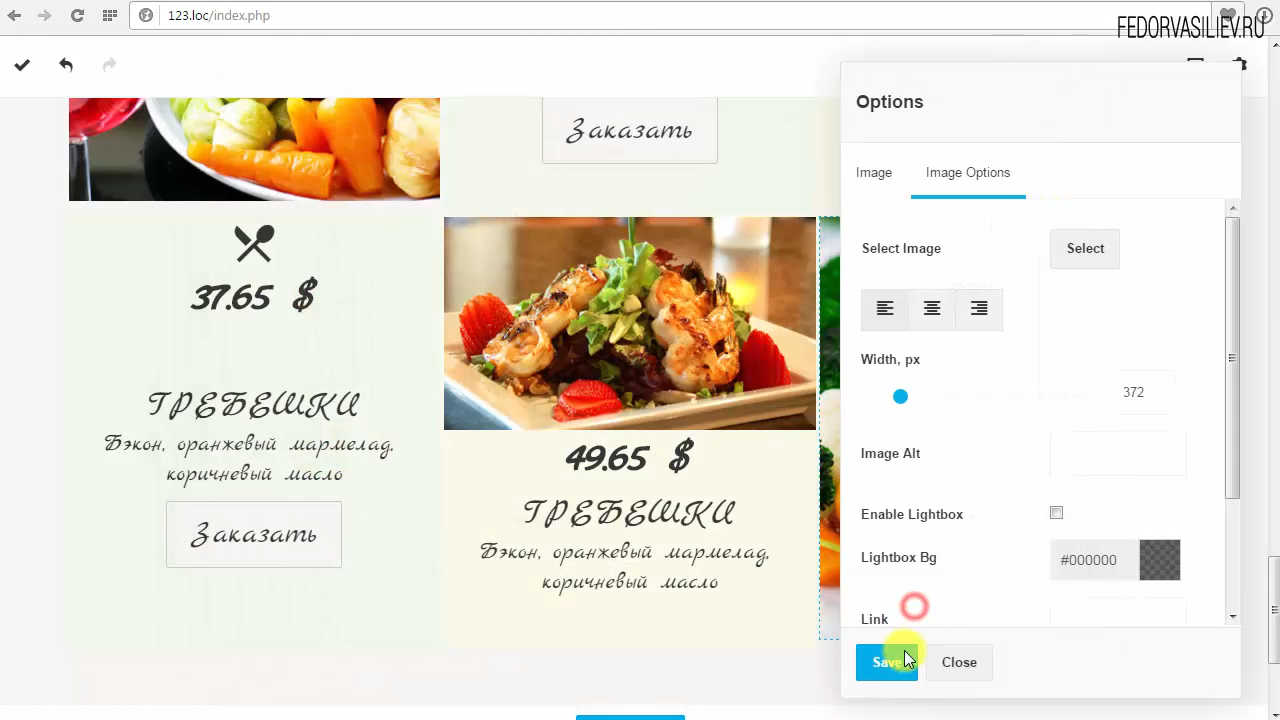 123.loc/index.php
FEDORVASILIEV.RU
Options
Заказать
Image
Image Options
Select Image
Select
37.65 $
Width, px
372
ГРЕБЕШКИ
Бэкон, оранжевый мармелад,
коричневый масло
Заказать
49.65 $
ГРЕБЕШКИ
Бэкон, оранжевый мармелад,
коричневый масло
Image Alt
Enable Lightbox
Lightbox Bg
#000000
Link
Save
Close